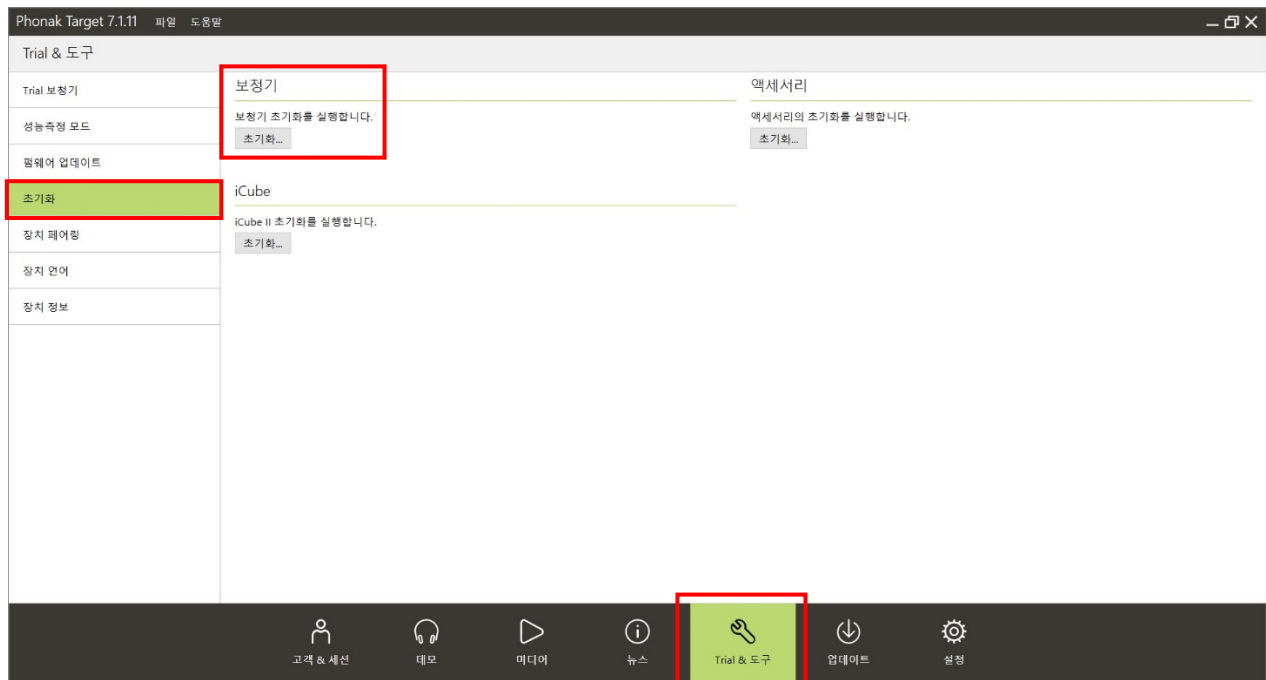 Phonak Target 7.1.11 파일 도움말
Trial & 도구
Trial 보청기
성능측정 모드
펌웨어 업데이트
초기화
장치 페어링
장치 언어
장치 정보
보청기
보청기 초기화를 실행합니다.
초기화...
iCube
iCube II 초기화를 실행합니다.
초기화...
액세서리
액세서리의 초기화를 실행합니다.
초기화...
고객 & 세션
데모
미디어
뉴스
Trial & 도구
업데이트
설정